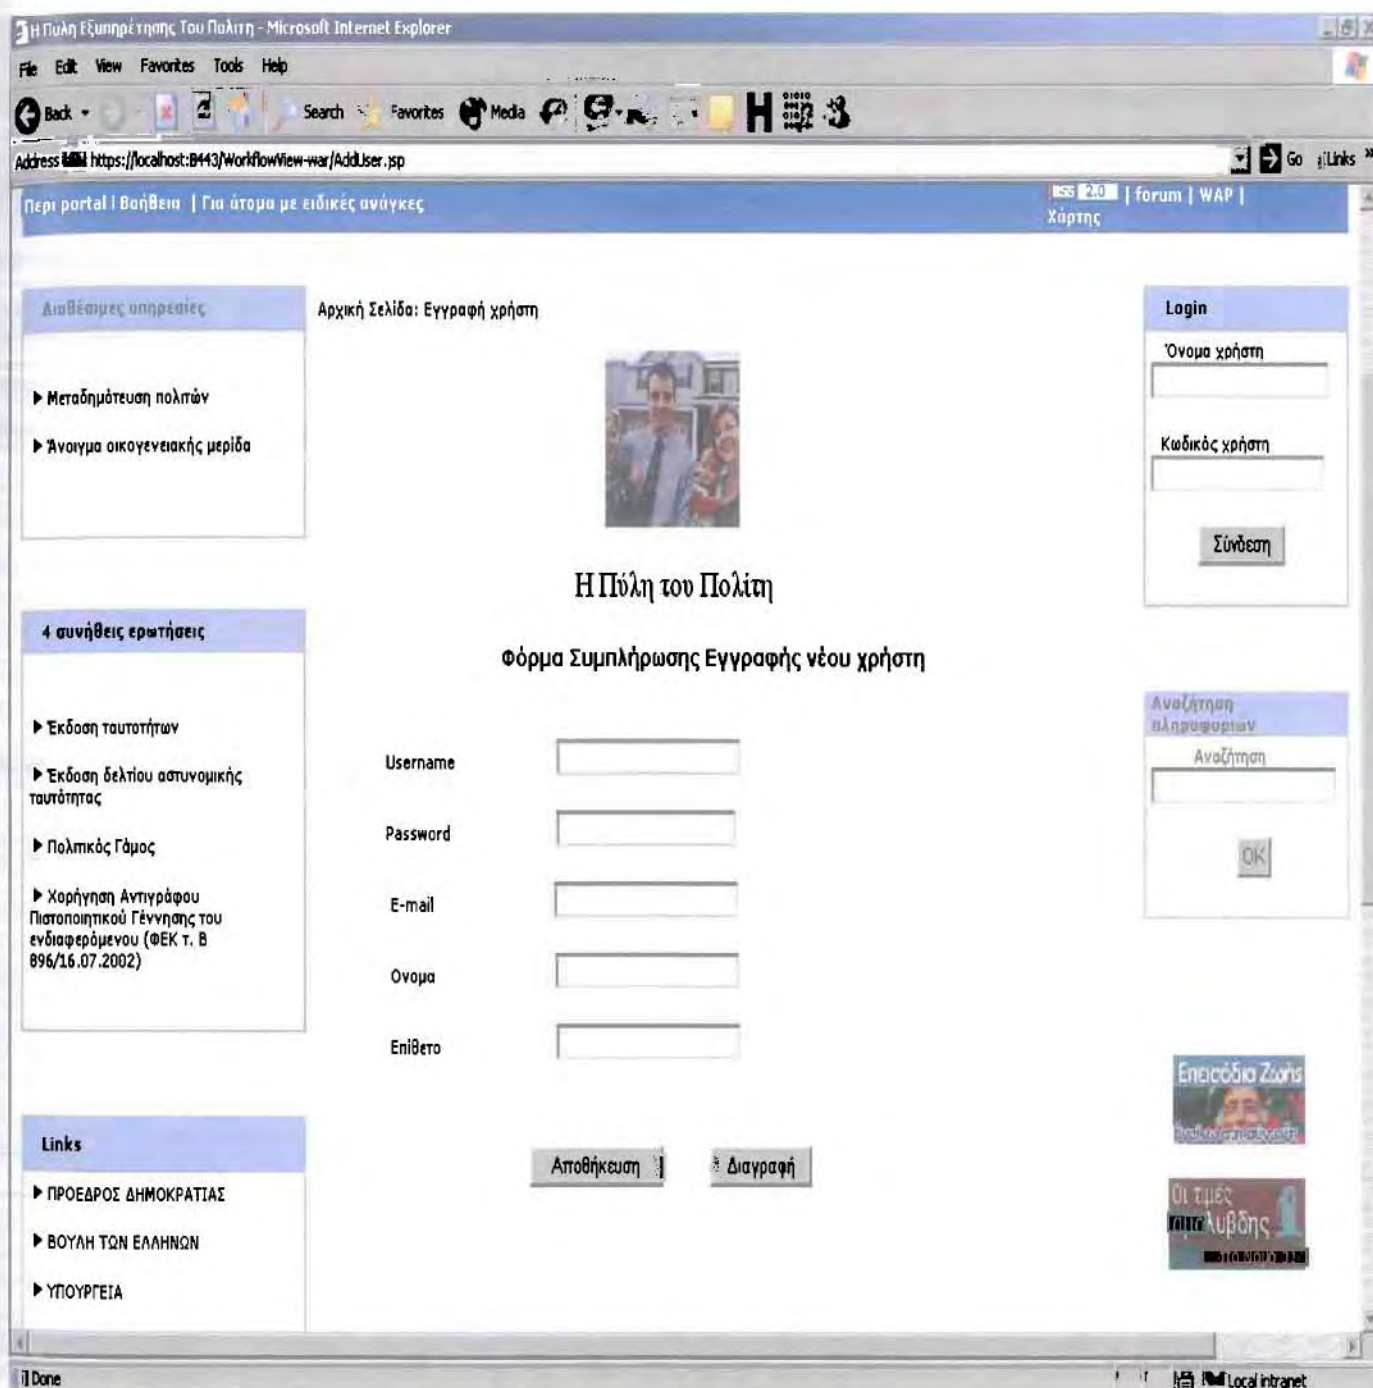 Η Πύλη Εξυπηρέτησης Του Πολίτη - Microsoft Internet Explorer
File Edit View Favorites Tools Help
Back Search Favorites Media
Address https://localhost:8443/WorkflowView-war/AddUser.jsp Go Links »
Περι portal | Βοήθεια | Για άτομα με ειδικές ανάγκες
RSS 2.0 | forum | WAP |
Χάρτης
Διαθέσιμες υπηρεσίες
▶ Μεταδημότευση πολιτών
▶ Άνοιγμα οικογενειακής μερίδα
4 συνήθεις ερωτήσεις
▶ Έκδοση ταυτοτήτων
▶ Έκδοση δελτίου αστυνομικής
ταυτότητας
▶ Πολιτικός Γάμος
▶ Χορήγηση Αντιγράφου
Πιστοποιητικού Γέννησης του
ενδιαφερόμενου (ΦΕΚ τ. Β
896/16.07.2002)
Links
▶ ΠΡΟΕΔΡΟΣ ΔΗΜΟΚΡΑΤΙΑΣ
▶ ΒΟΥΛΗ ΤΩΝ ΕΛΛΗΝΩΝ
▶ ΥΠΟΥΡΓΕΙΑ
Αρχική Σελίδα: Εγγραφή χρήστη
Η Πύλη του Πολίτη
Φόρμα Συμπλήρωσης Εγγραφής νέου χρήστη
Username
Password
E-mail
Ονομα
Επίθετο
Αποθήκευση Διαγραφή
Login
Όνομα χρήστη
Κωδικός χρήστη
Σύνδεση
Αναζήτηση
πληροφοριών
Αναζήτηση
OK
Επεισόδια Ζωής
Οι τιμές
Done Local intranet